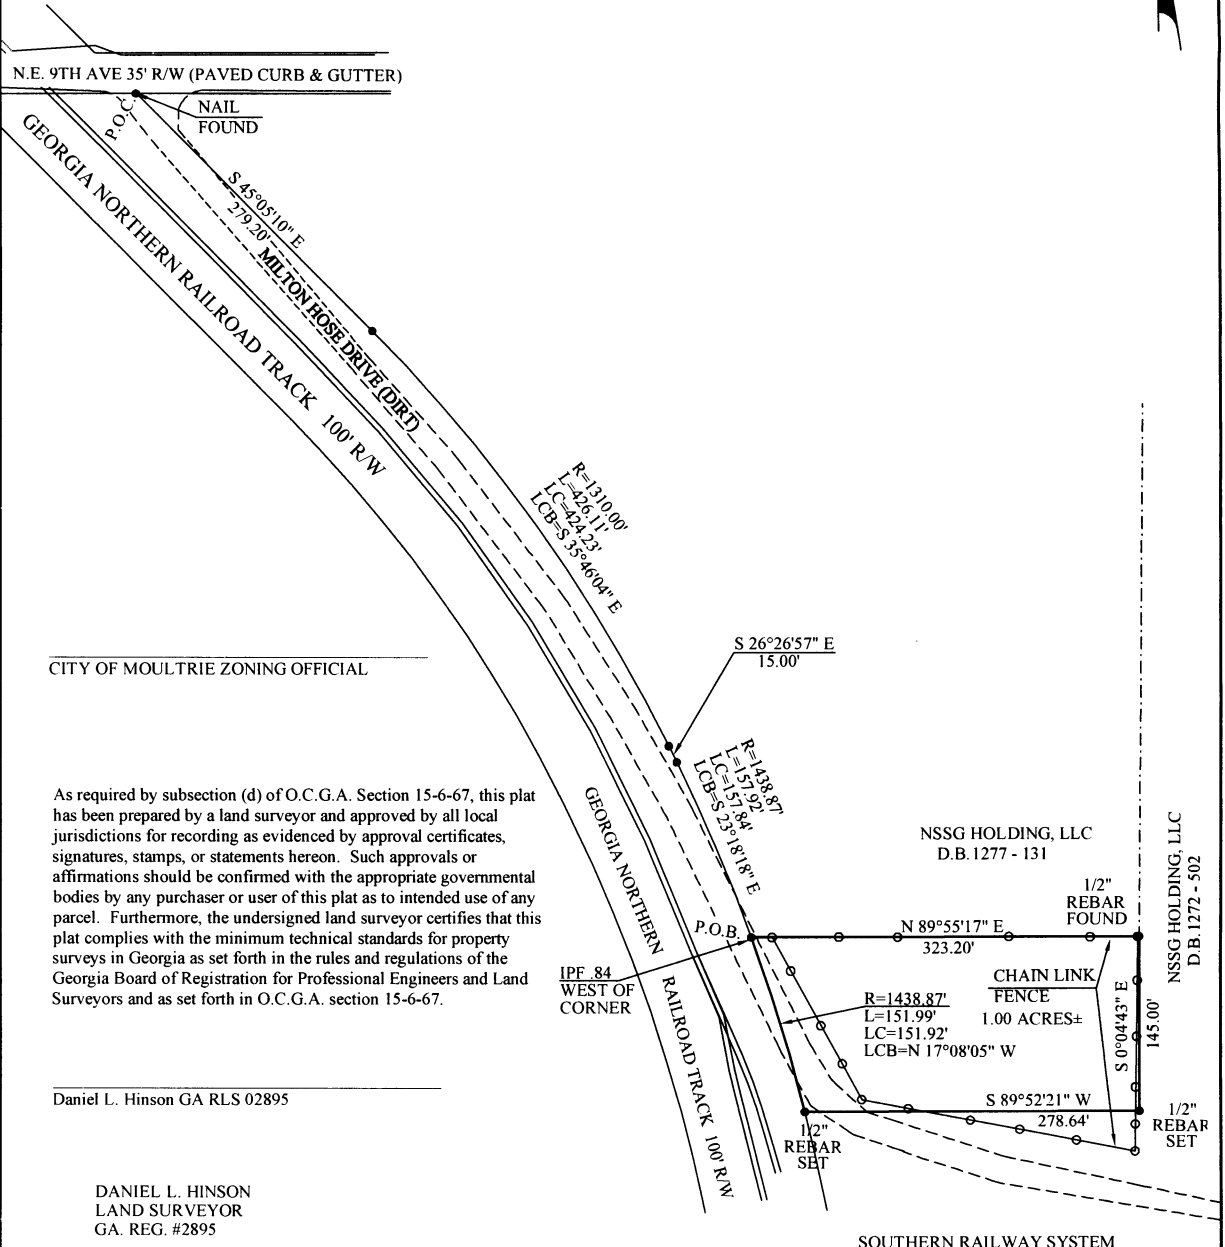 N.E. 9TH AVE 35' R/W (PAVED CURB & GUTTER)
P.O.C.
NAIL
FOUND
S 45°05'10" E
279.20'
MILTON HOSE DRIVE (DIRT)
GEORGIA NORTHERN RAILROAD TRACK 100' R/W
R=1310.00'
L=426.11'
LC=424.23'
LCB=S 35°46'04" E
S 26°26'57" E
15.00'
CITY OF MOULTRIE ZONING OFFICIAL
R=1438.87'
L=157.92'
LC=157.84'
LCB=S 23°18'18" E
As required by subsection (d) of O.C.G.A. Section 15-6-67, this plat
has been prepared by a land surveyor and approved by all local
jurisdictions for recording as evidenced by approval certificates,
signatures, stamps, or statements hereon. Such approvals or
affirmations should be confirmed with the appropriate governmental
bodies by any purchaser or user of this plat as to intended use of any
parcel. Furthermore, the undersigned land surveyor certifies that this
plat complies with the minimum technical standards for property
surveys in Georgia as set forth in the rules and regulations of the
Georgia Board of Registration for Professional Engineers and Land
Surveyors and as set forth in O.C.G.A. section 15-6-67.
GEORGIA NORTHERN RAILROAD TRACK 100' R/W
NSSG HOLDING, LLC
D.B.1277 - 131
NSSG HOLDING, LLC
D.B.1272 - 502
1/2"
REBAR
FOUND
P.O.B.
N 89°55'17" E
323.20'
IPF .84
WEST OF
CORNER
CHAIN LINK
FENCE
1.00 ACRES±
R=1438.87'
L=151.99'
LC=151.92'
LCB=N 17°08'05" W
S 0°04'43" E
145.00'
S 89°52'21" W
278.64'
1/2"
REBAR
SET
1/2"
REBAR
SET
Daniel L. Hinson GA RLS 02895
DANIEL L. HINSON
LAND SURVEYOR
GA. REG. #2895
SOUTHERN RAILWAY SYSTEM